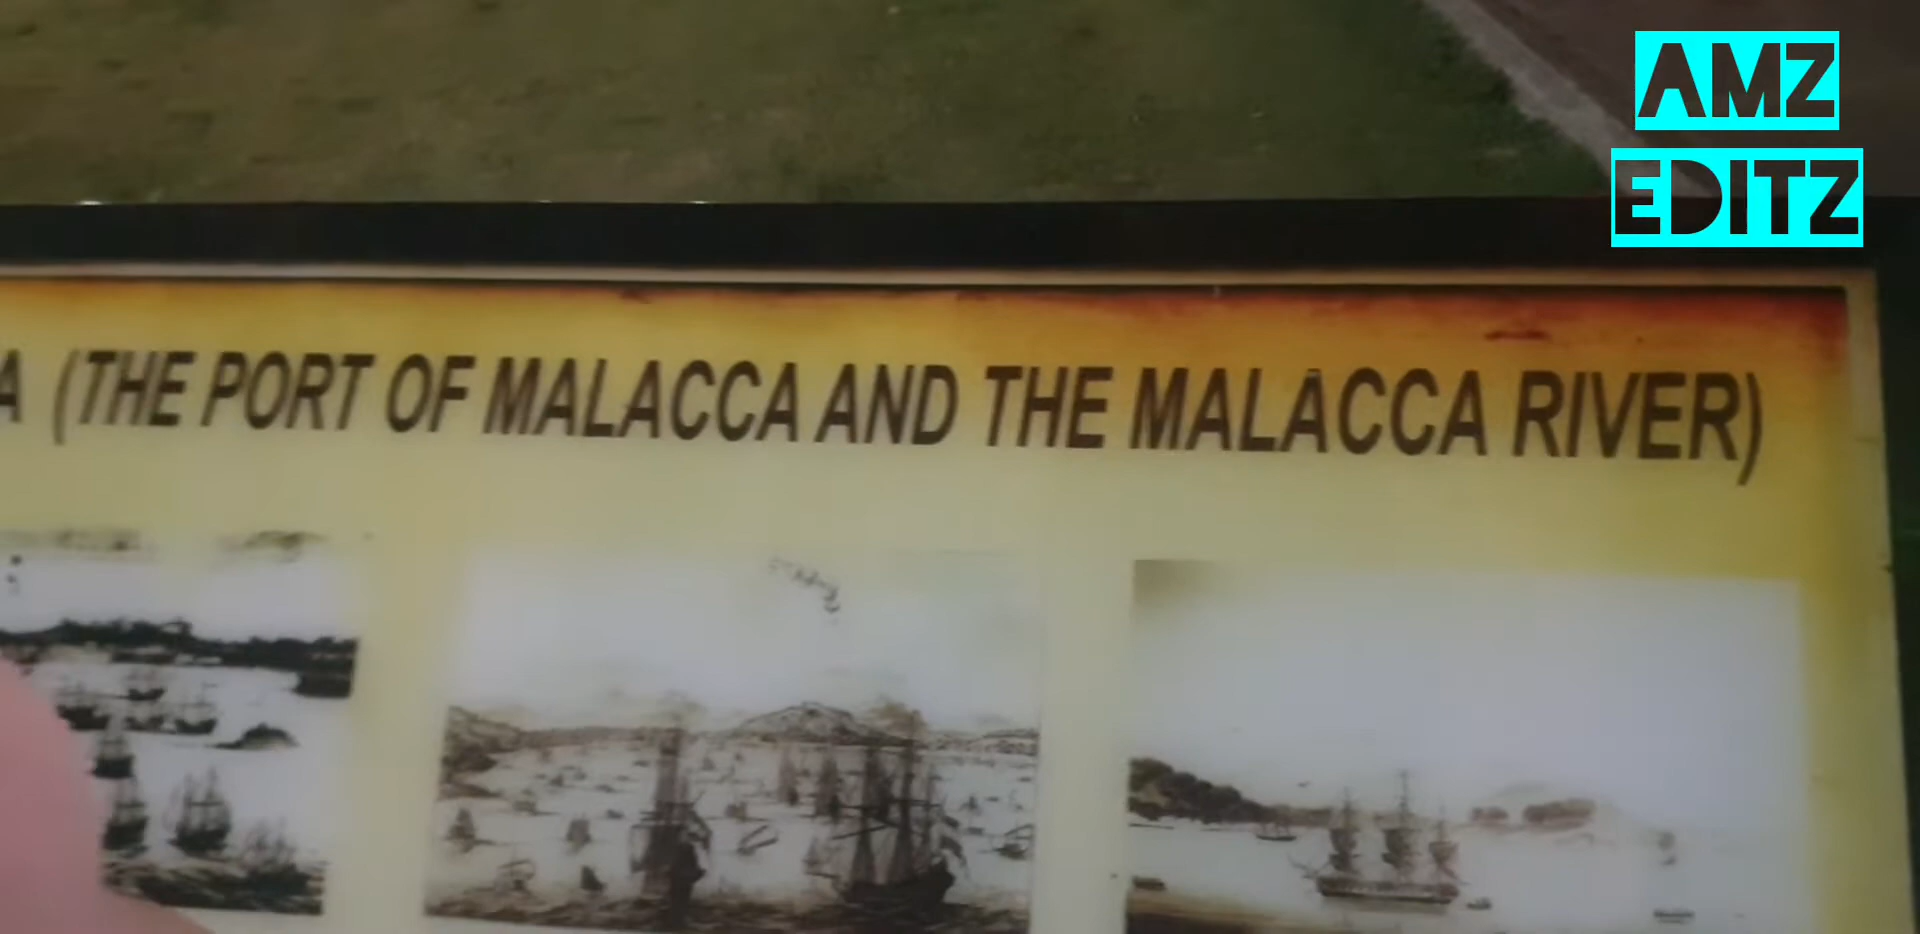 AMZ
EDITZ
A (THE PORT OF MALACCA AND THE MALACCA RIVER)